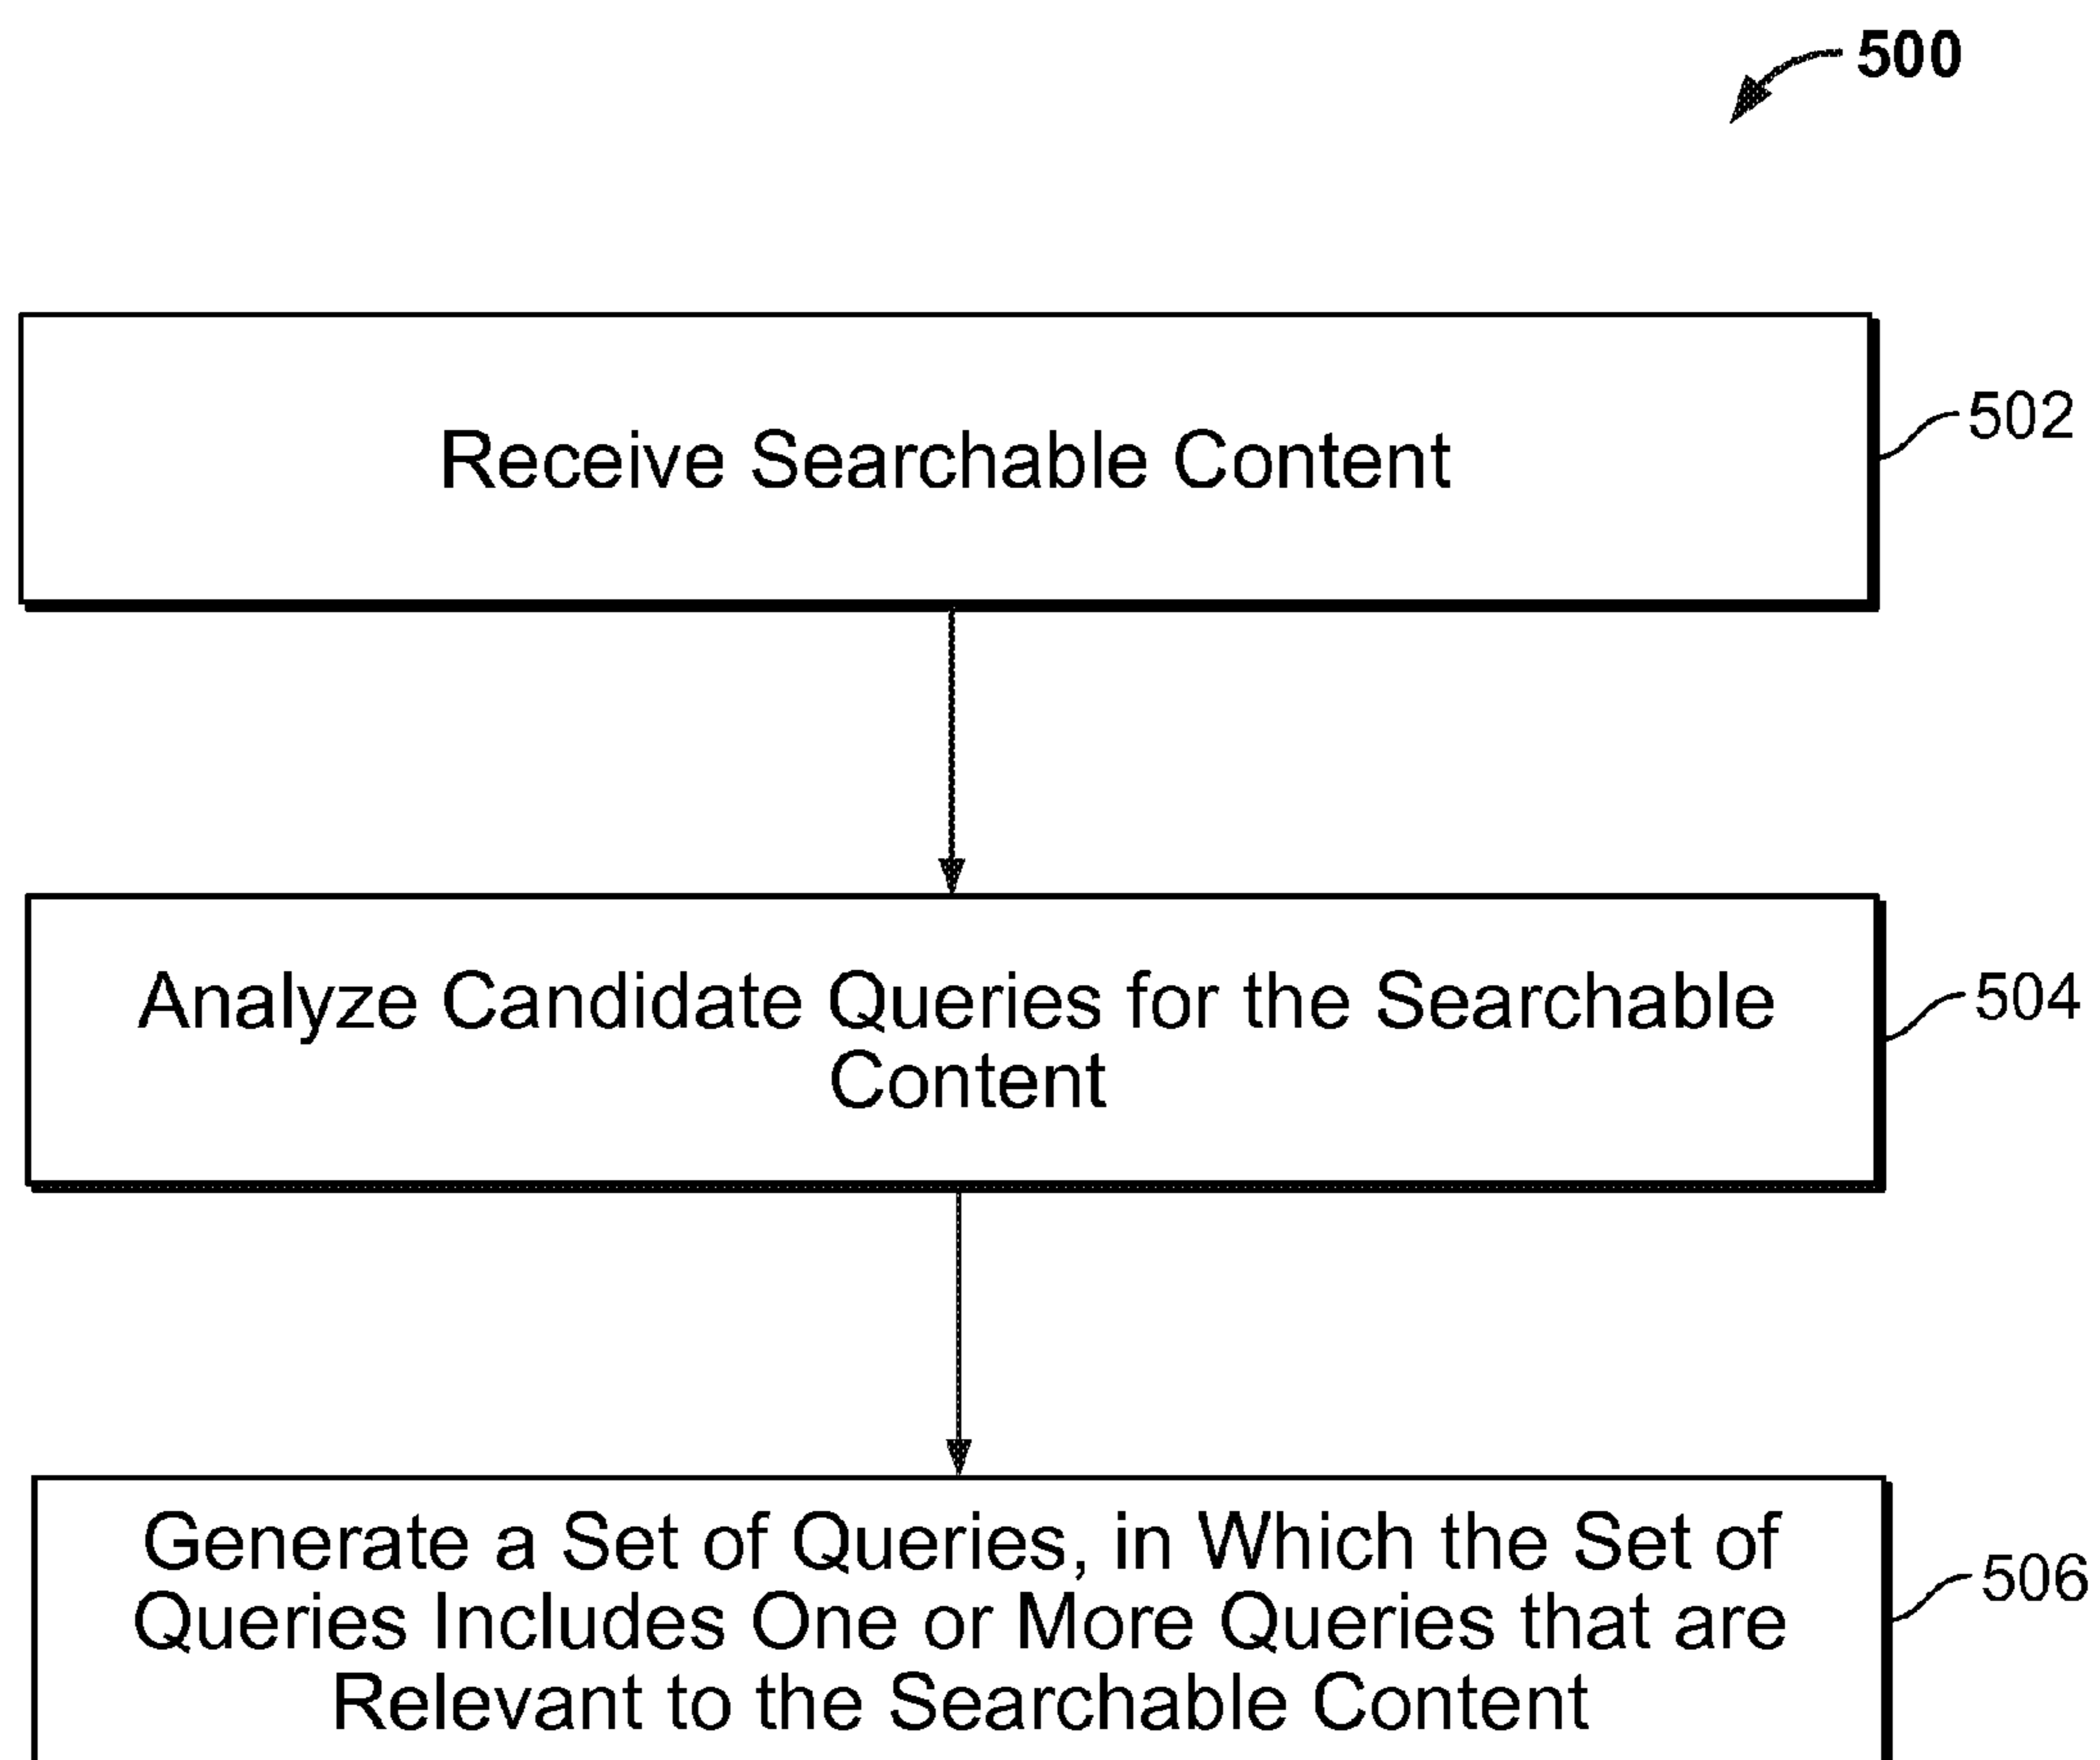 500
Receive Searchable Content
502
Analyze Candidate Queries for the Searchable
Content
504
Generate a Set of Queries, in Which the Set of
Queries Includes One or More Queries that are
Relevant to the Searchable Content
506